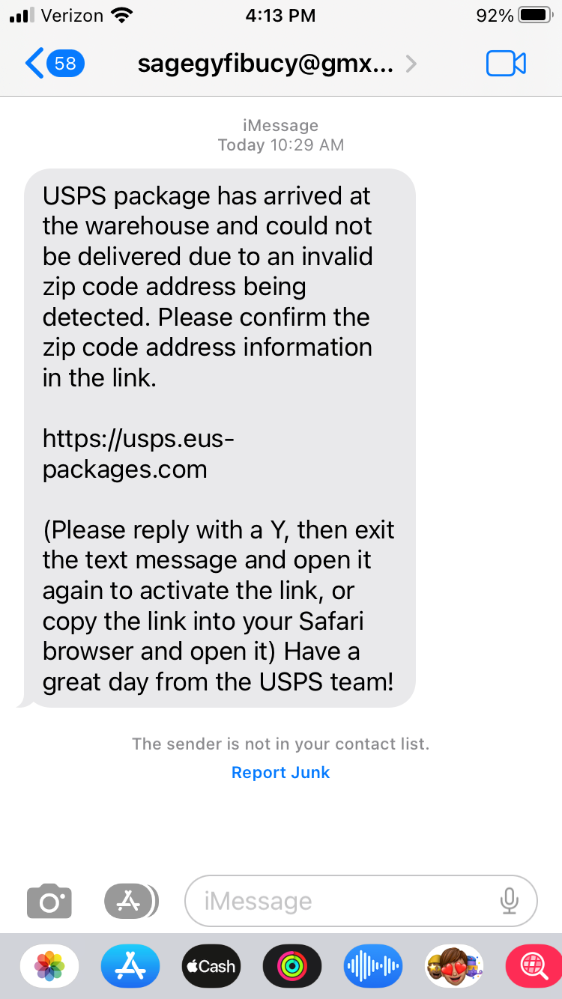 Verizon 4:13 PM 92%
58 sagegyfibucy@gmx...
iMessage
Today 10:29 AM
USPS package has arrived at
the warehouse and could not
be delivered due to an invalid
zip code address being
detected. Please confirm the
zip code address information
in the link.
https://usps.eus-
packages.com
(Please reply with a Y, then exit
the text message and open it
again to activate the link, or
copy the link into your Safari
browser and open it) Have a
great day from the USPS team!
The sender is not in your contact list.
Report Junk
iMessage
Cash